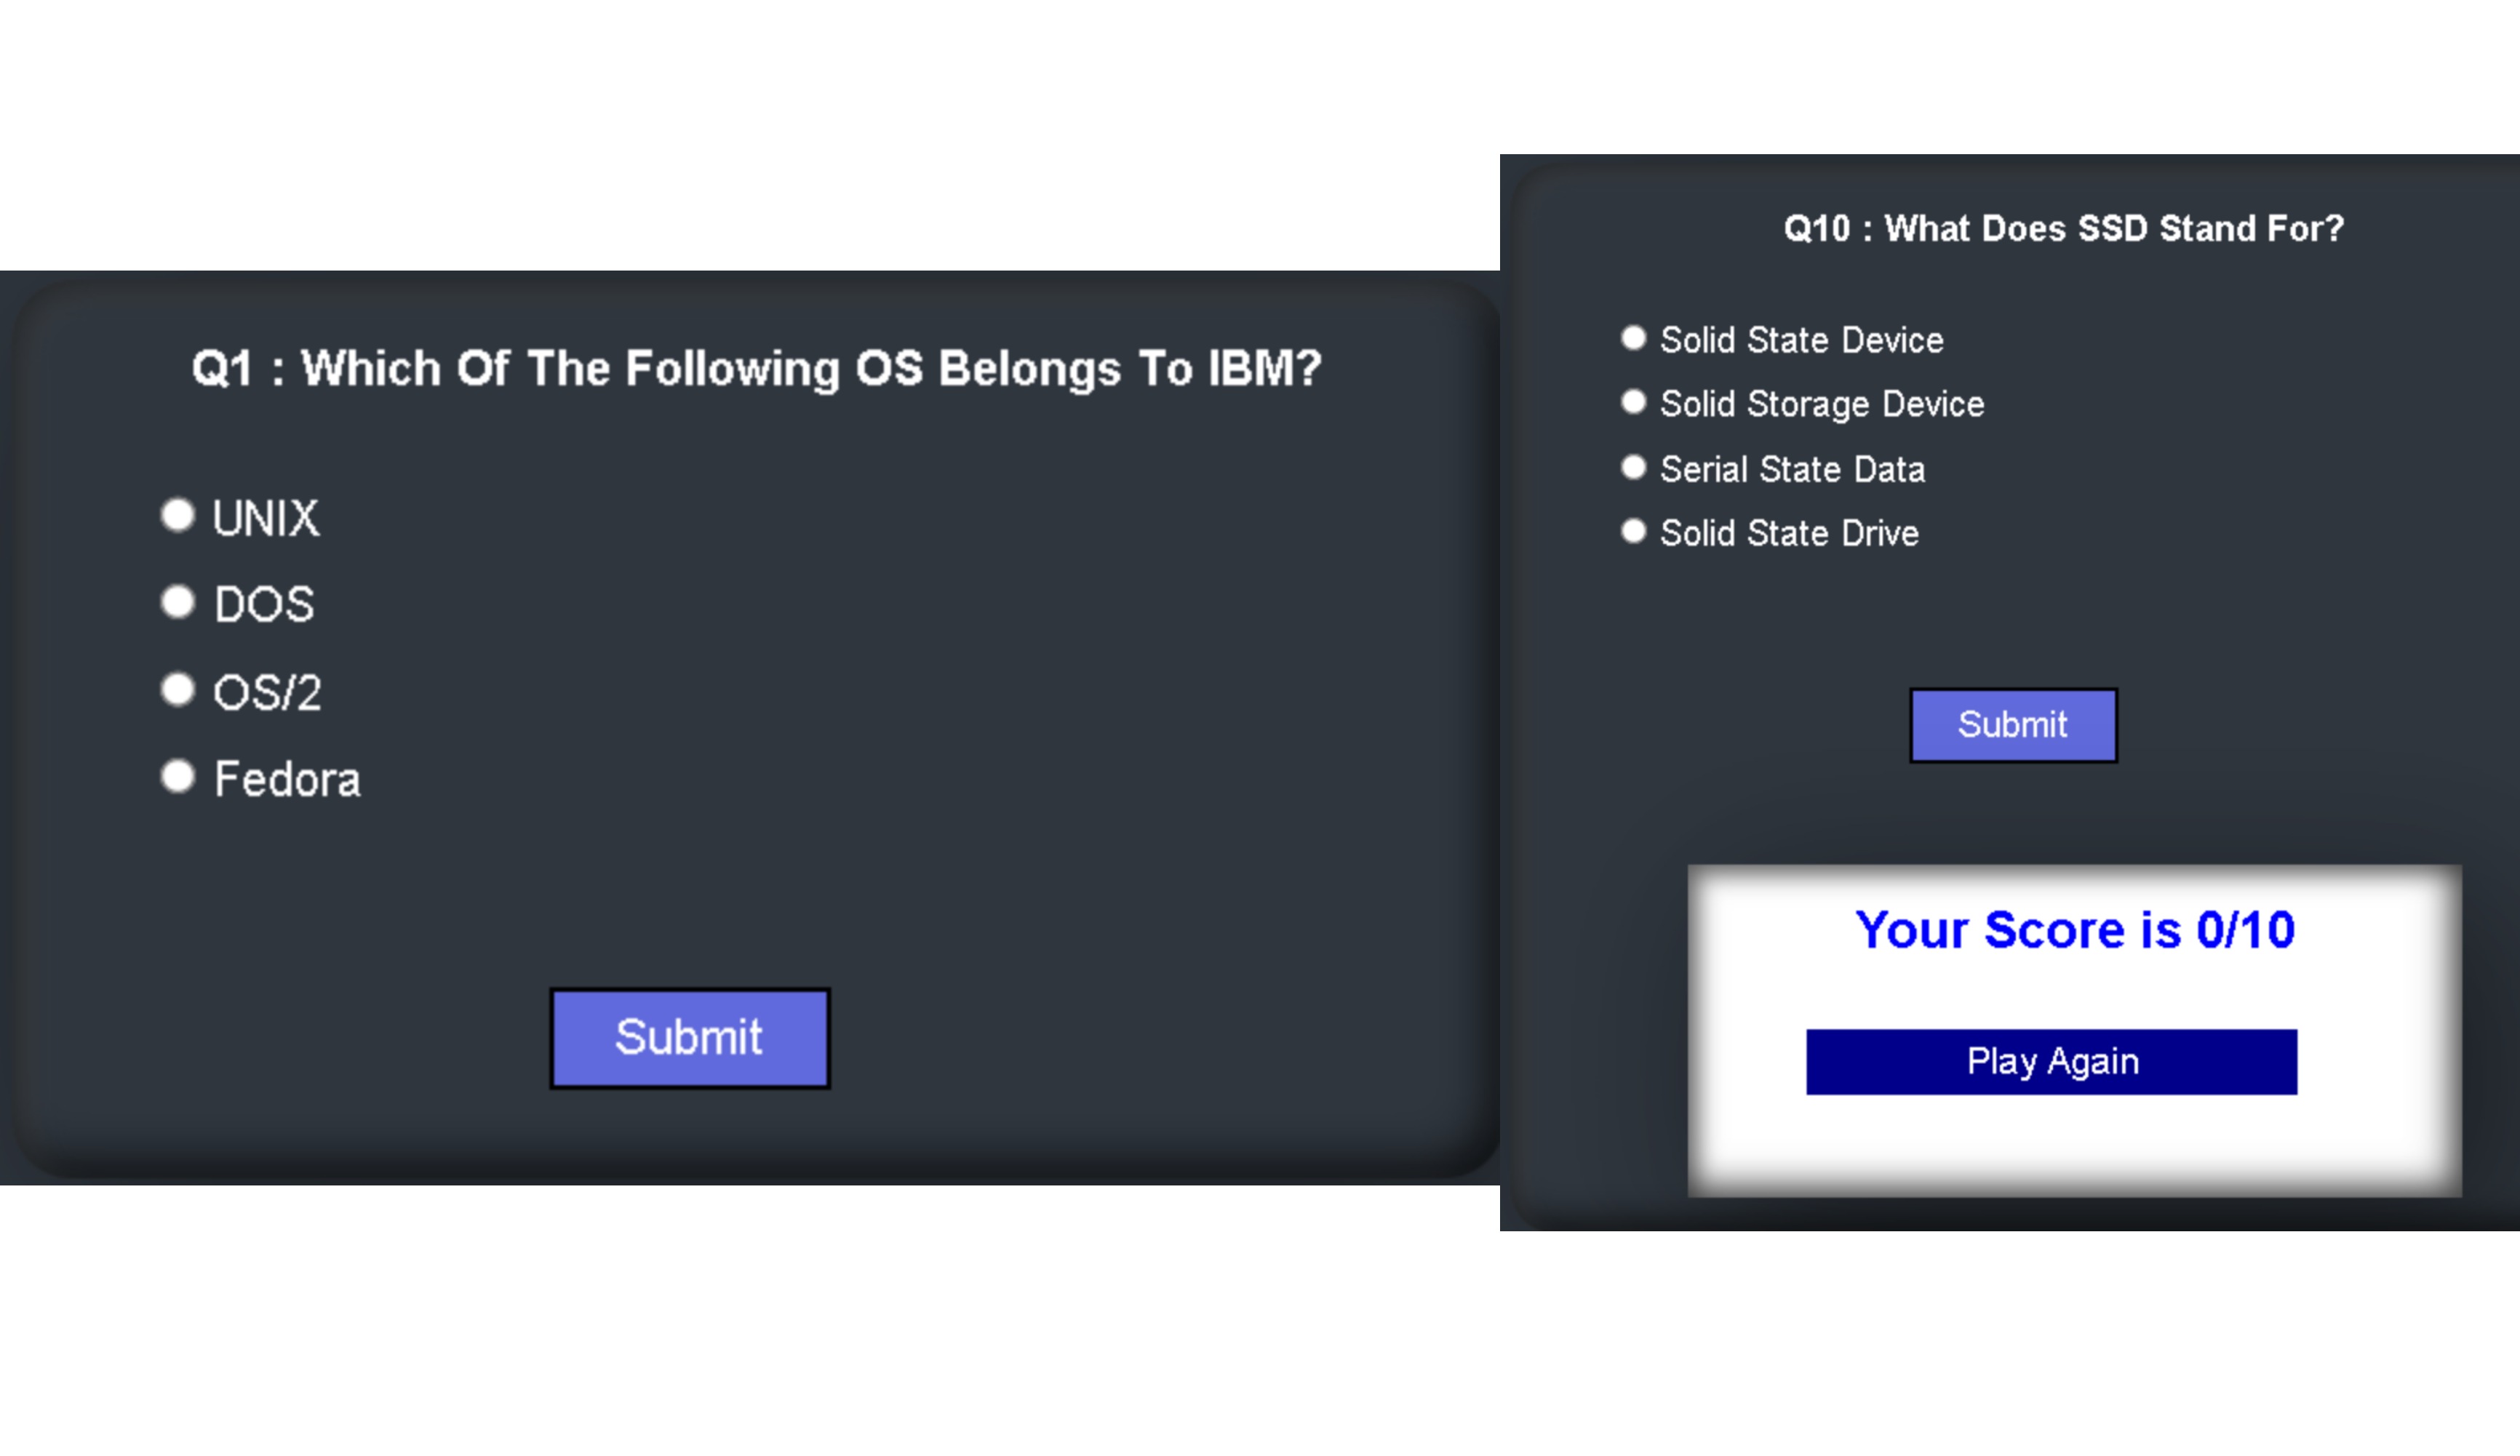 Q1 : Which Of The Following OS Belongs To IBM?
UNIX
DOS
OS/2
Fedora
Submit
Q10 : What Does SSD Stand For?
Solid State Device
Solid Storage Device
Serial State Data
Solid State Drive
Submit
Your Score is 0/10
Play Again